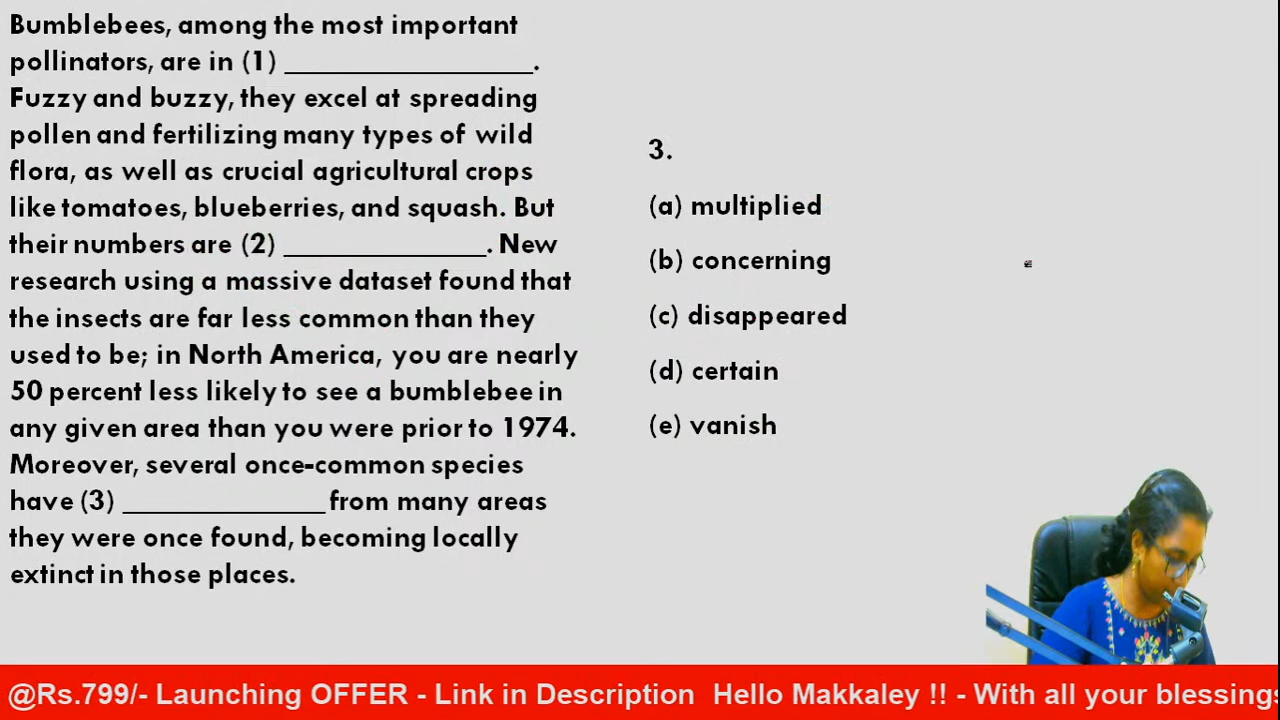 Bumblebees, among the most important
pollinators, are in (1) __________________.
Fuzzy and buzzy, they excel at spreading
pollen and fertilizing many types of wild
flora, as well as crucial agricultural crops
like tomatoes, blueberries, and squash. But
their numbers are (2) _______________. New
research using a massive dataset found that
the insects are far less common than they
used to be; in North America, you are nearly
50 percent less likely to see a bumblebee in
any given area than you were prior to 1974.
Moreover, several once-common species
have (3) _______________ from many areas
they were once found, becoming locally
extinct in those places.
3.
(a) multiplied
(b) concerning
(c) disappeared
(d) certain
(e) vanish
@Rs.799/- Launching OFFER - Link in Description Hello Makkaley !! - With all your blessings